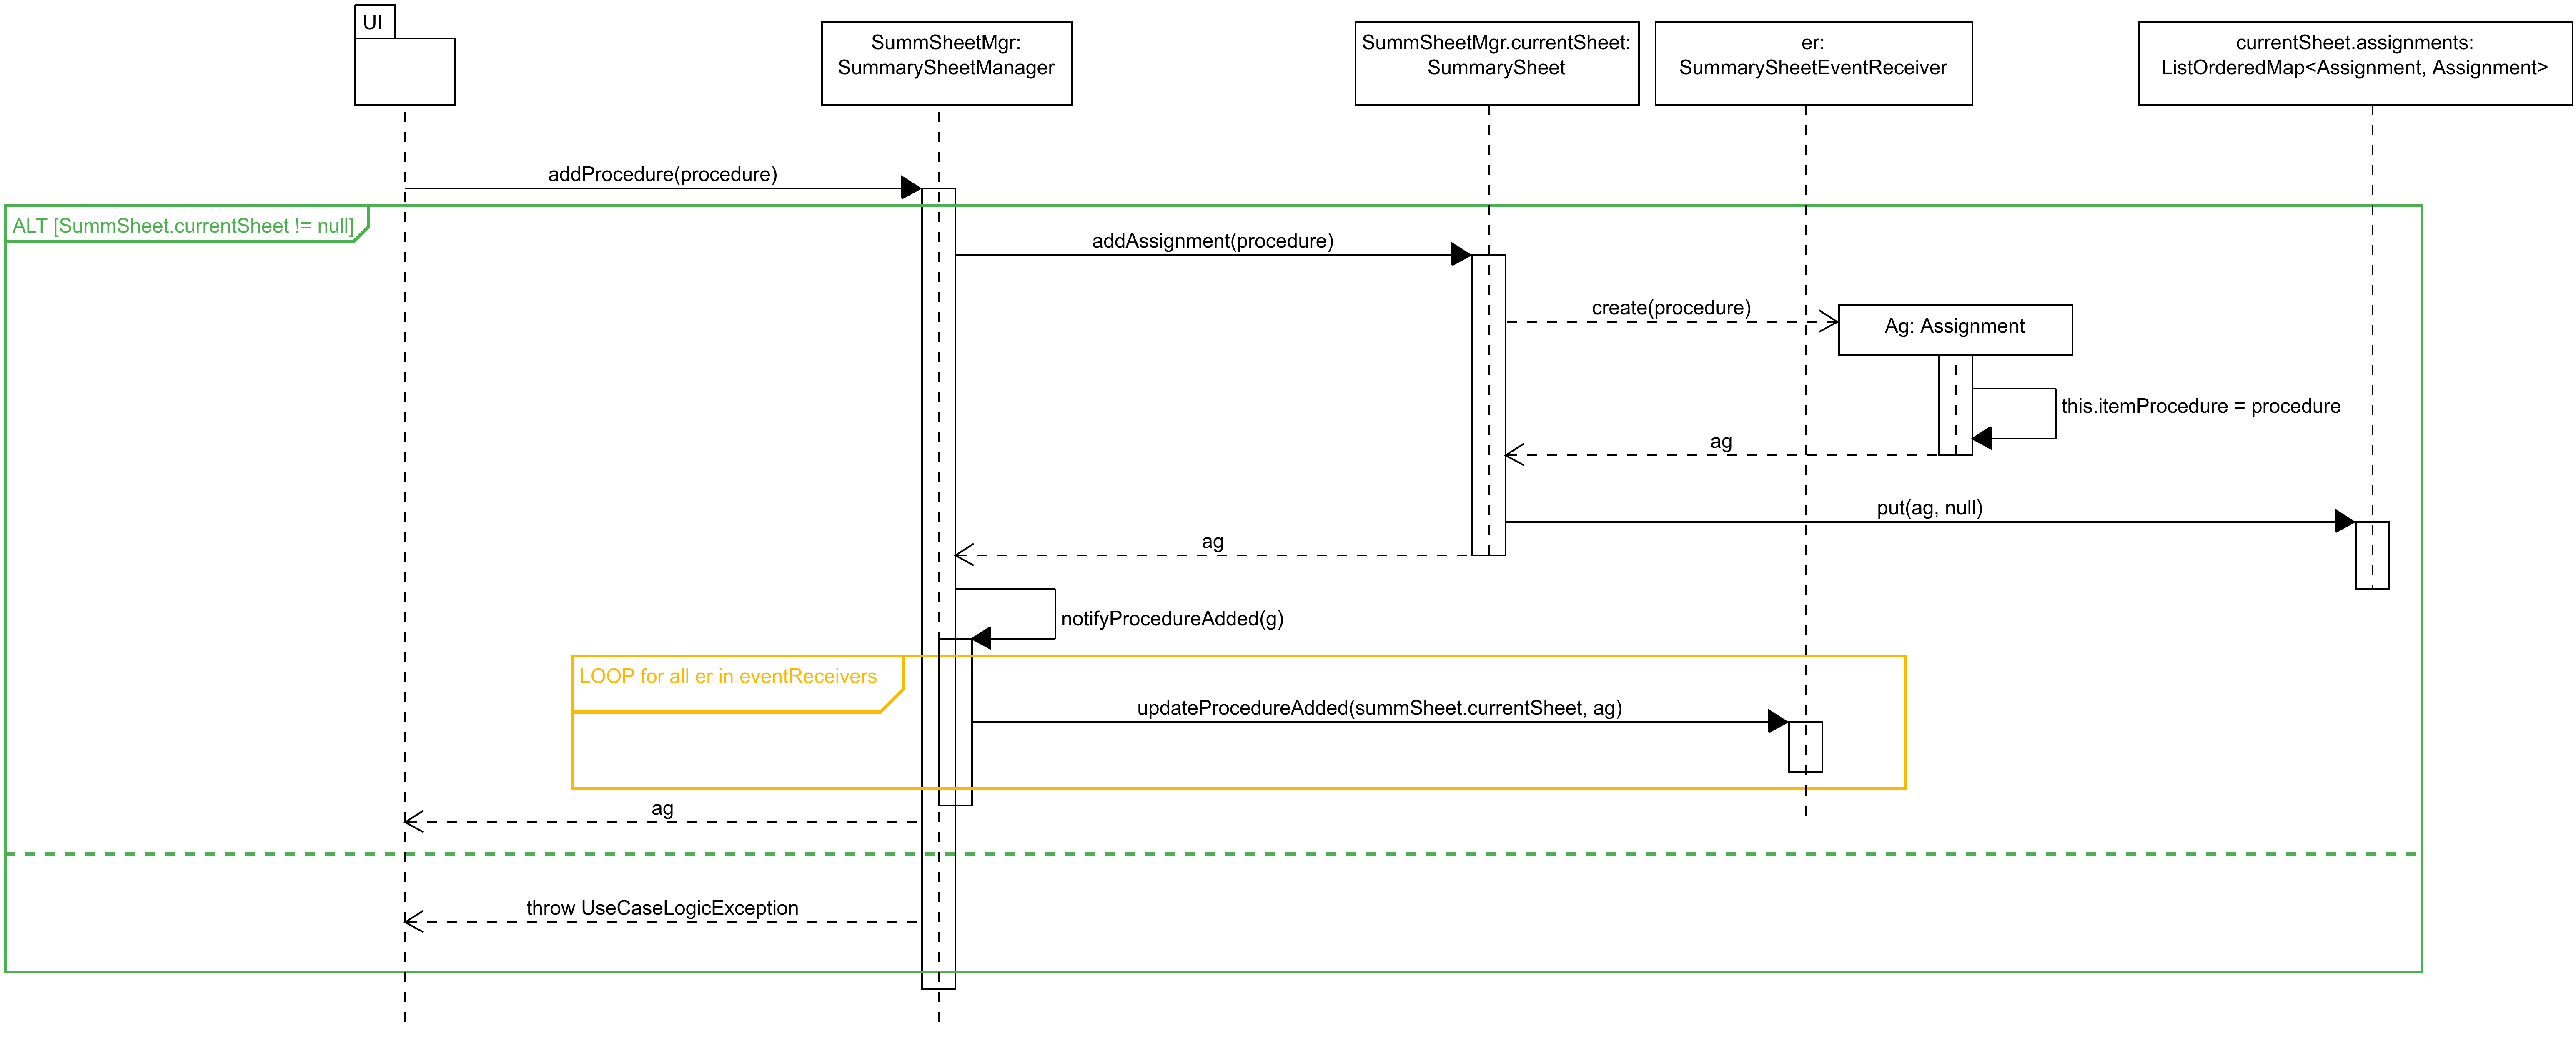 UI
SummSheetMgr:
SummarySheetManager
SummSheetMgr.currentSheet:
SummarySheet
er:
SummarySheetEventReceiver
currentSheet.assignments:
ListOrderedMap<Assignment, Assignment>
addProcedure(procedure)
ALT [SummSheet.currentSheet != null]
addAssignment(procedure)
create(procedure)
Ag: Assignment
this.itemProcedure = procedure
ag
put(ag, null)
ag
notifyProcedureAdded(g)
LOOP for all er in eventReceivers
updateProcedureAdded(summSheet.currentSheet, ag)
ag
throw UseCaseLogicException